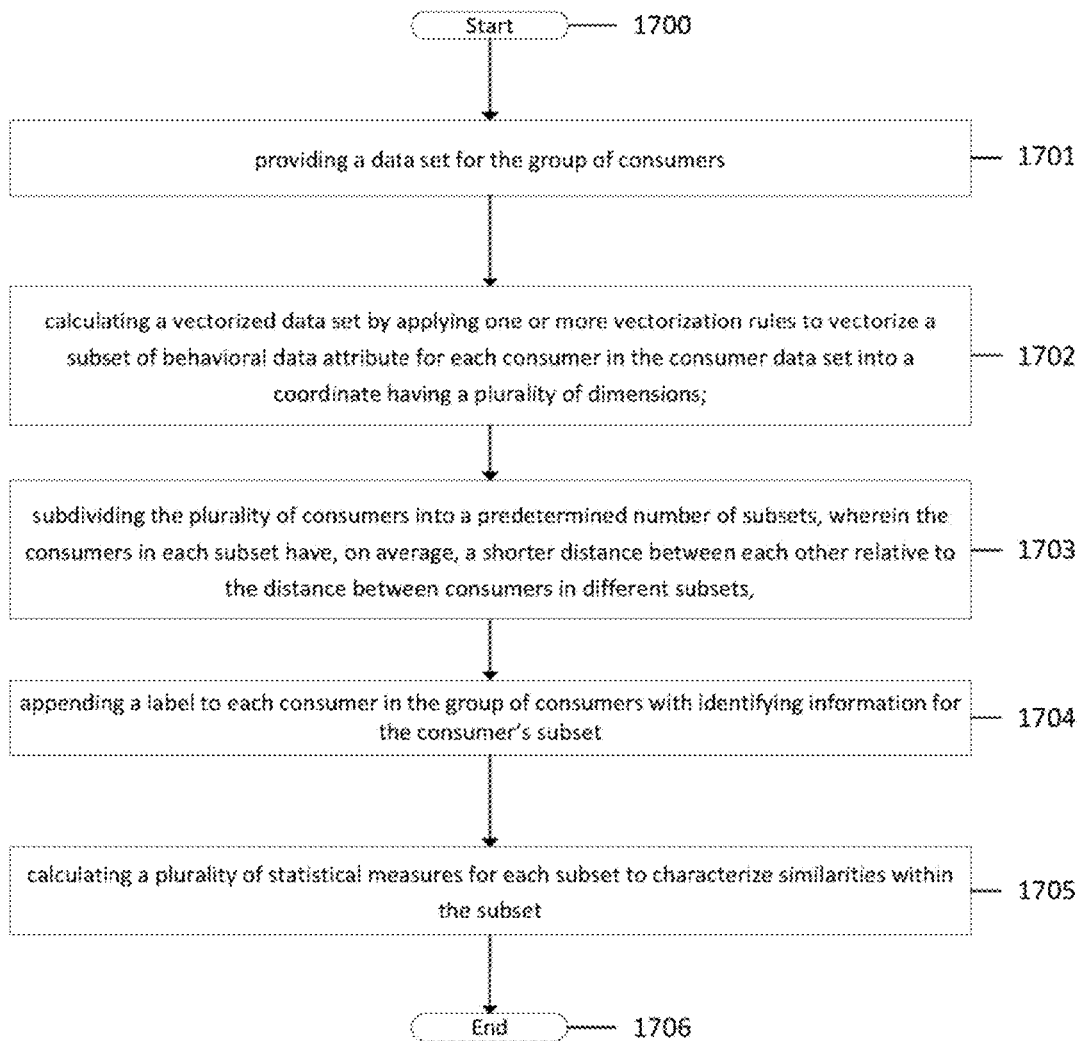 Start 1700
providing a data set for the group of consumers 1701
calculating a vectorized data set by applying one or more vectorization rules to vectorize a
subset of behavioral data attribute for each consumer in the consumer data set into a 1702
coordinate having a plurality of dimensions;
subdividing the plurality of consumers into a predetermined number of subsets, wherein the
consumers in each subset have, on average, a shorter distance between each other relative to 1703
the distance between consumers in different subsets,
appending a label to each consumer in the group of consumers with identifying information for 1704
the consumer's subset
calculating a plurality of statistical measures for each subset to characterize similarities within 1705
the subset
End 1706